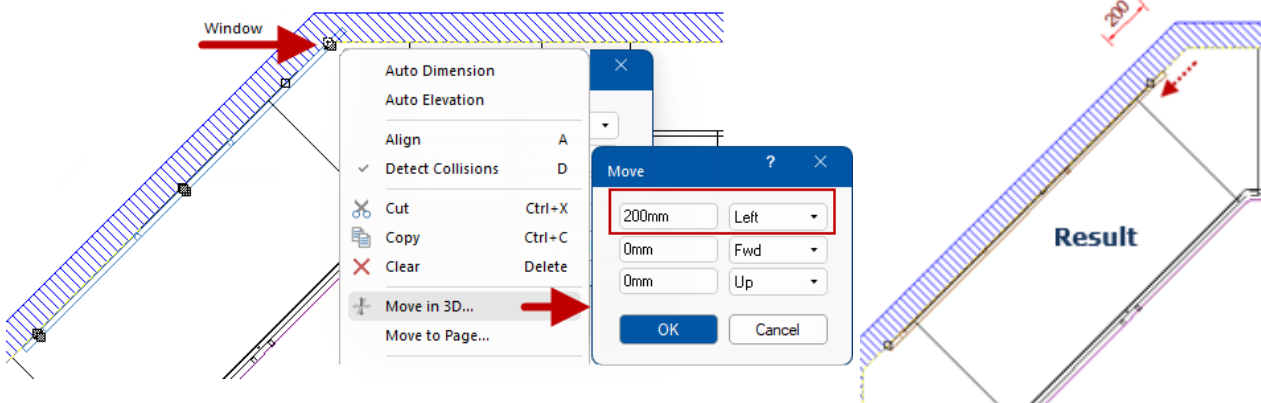 Window
Auto Dimension
Auto Elevation
Align A
Detect Collisions D
Cut Ctrl+X
Copy Ctrl+C
Clear Delete
Move in 3D...
Move to Page...
Move ? ×
200mm Left
0mm Fwd
0mm Up
OK Cancel
200
Result